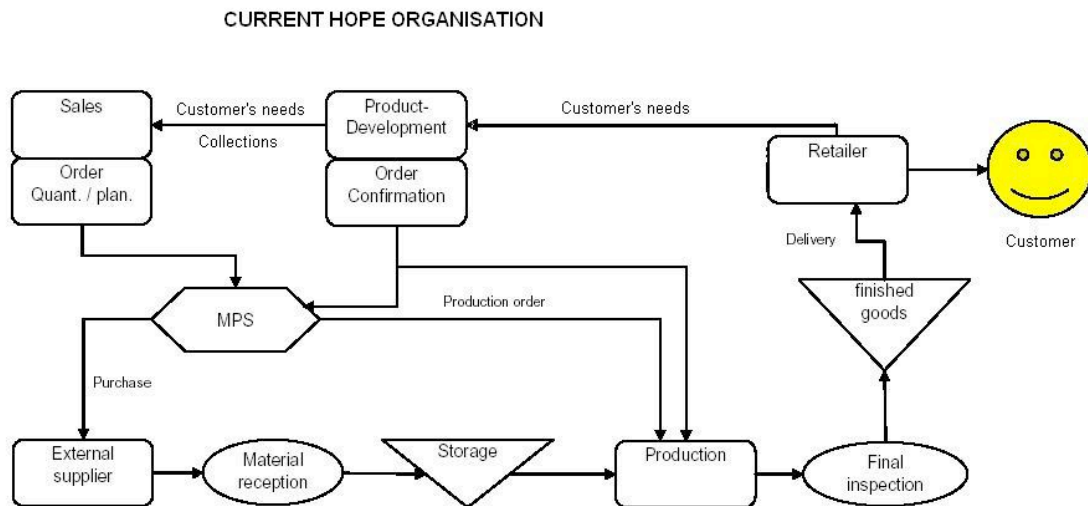 CURRENT HOPE ORGANISATION
Sales
Customer's needs
Collections
Product-
Development
Customer's needs
Retailer
Order
Quant. / plan.
Order
Confirmation
Delivery
Customer
MPS
Production order
finished
goods
Purchase
External
supplier
Material
reception
Storage
Production
Final
inspection